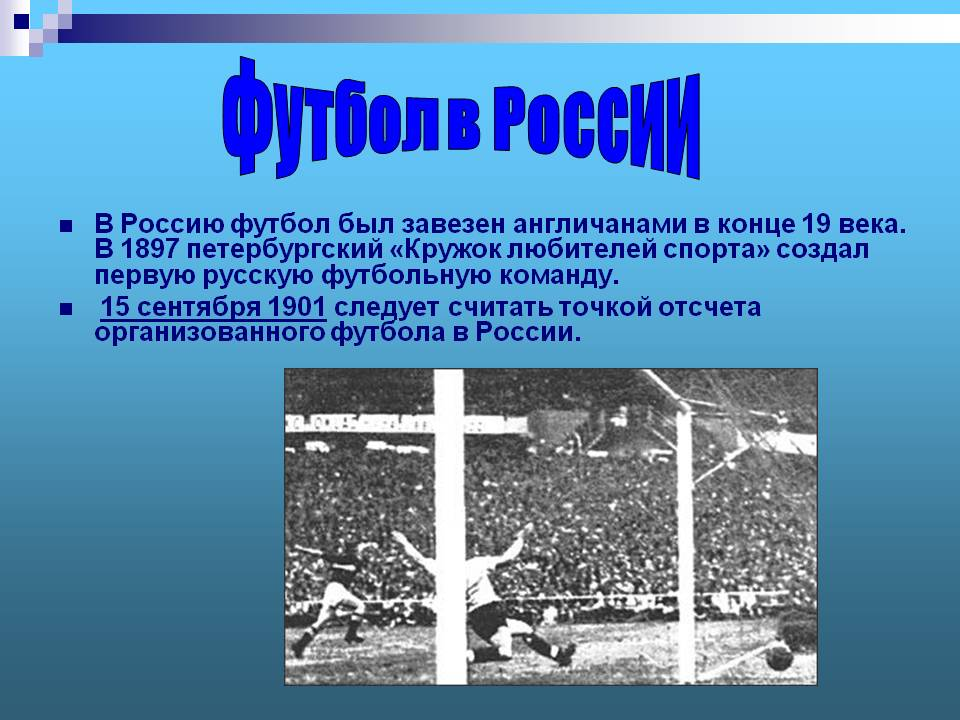 Футбол в России
В Россию футбол был завезен англичанами в конце 19 века.
В 1897 петербургский «Кружок любителей спорта» создал
первую русскую футбольную команду.
15 сентября 1901 следует считать точкой отсчета
организованного футбола в России.